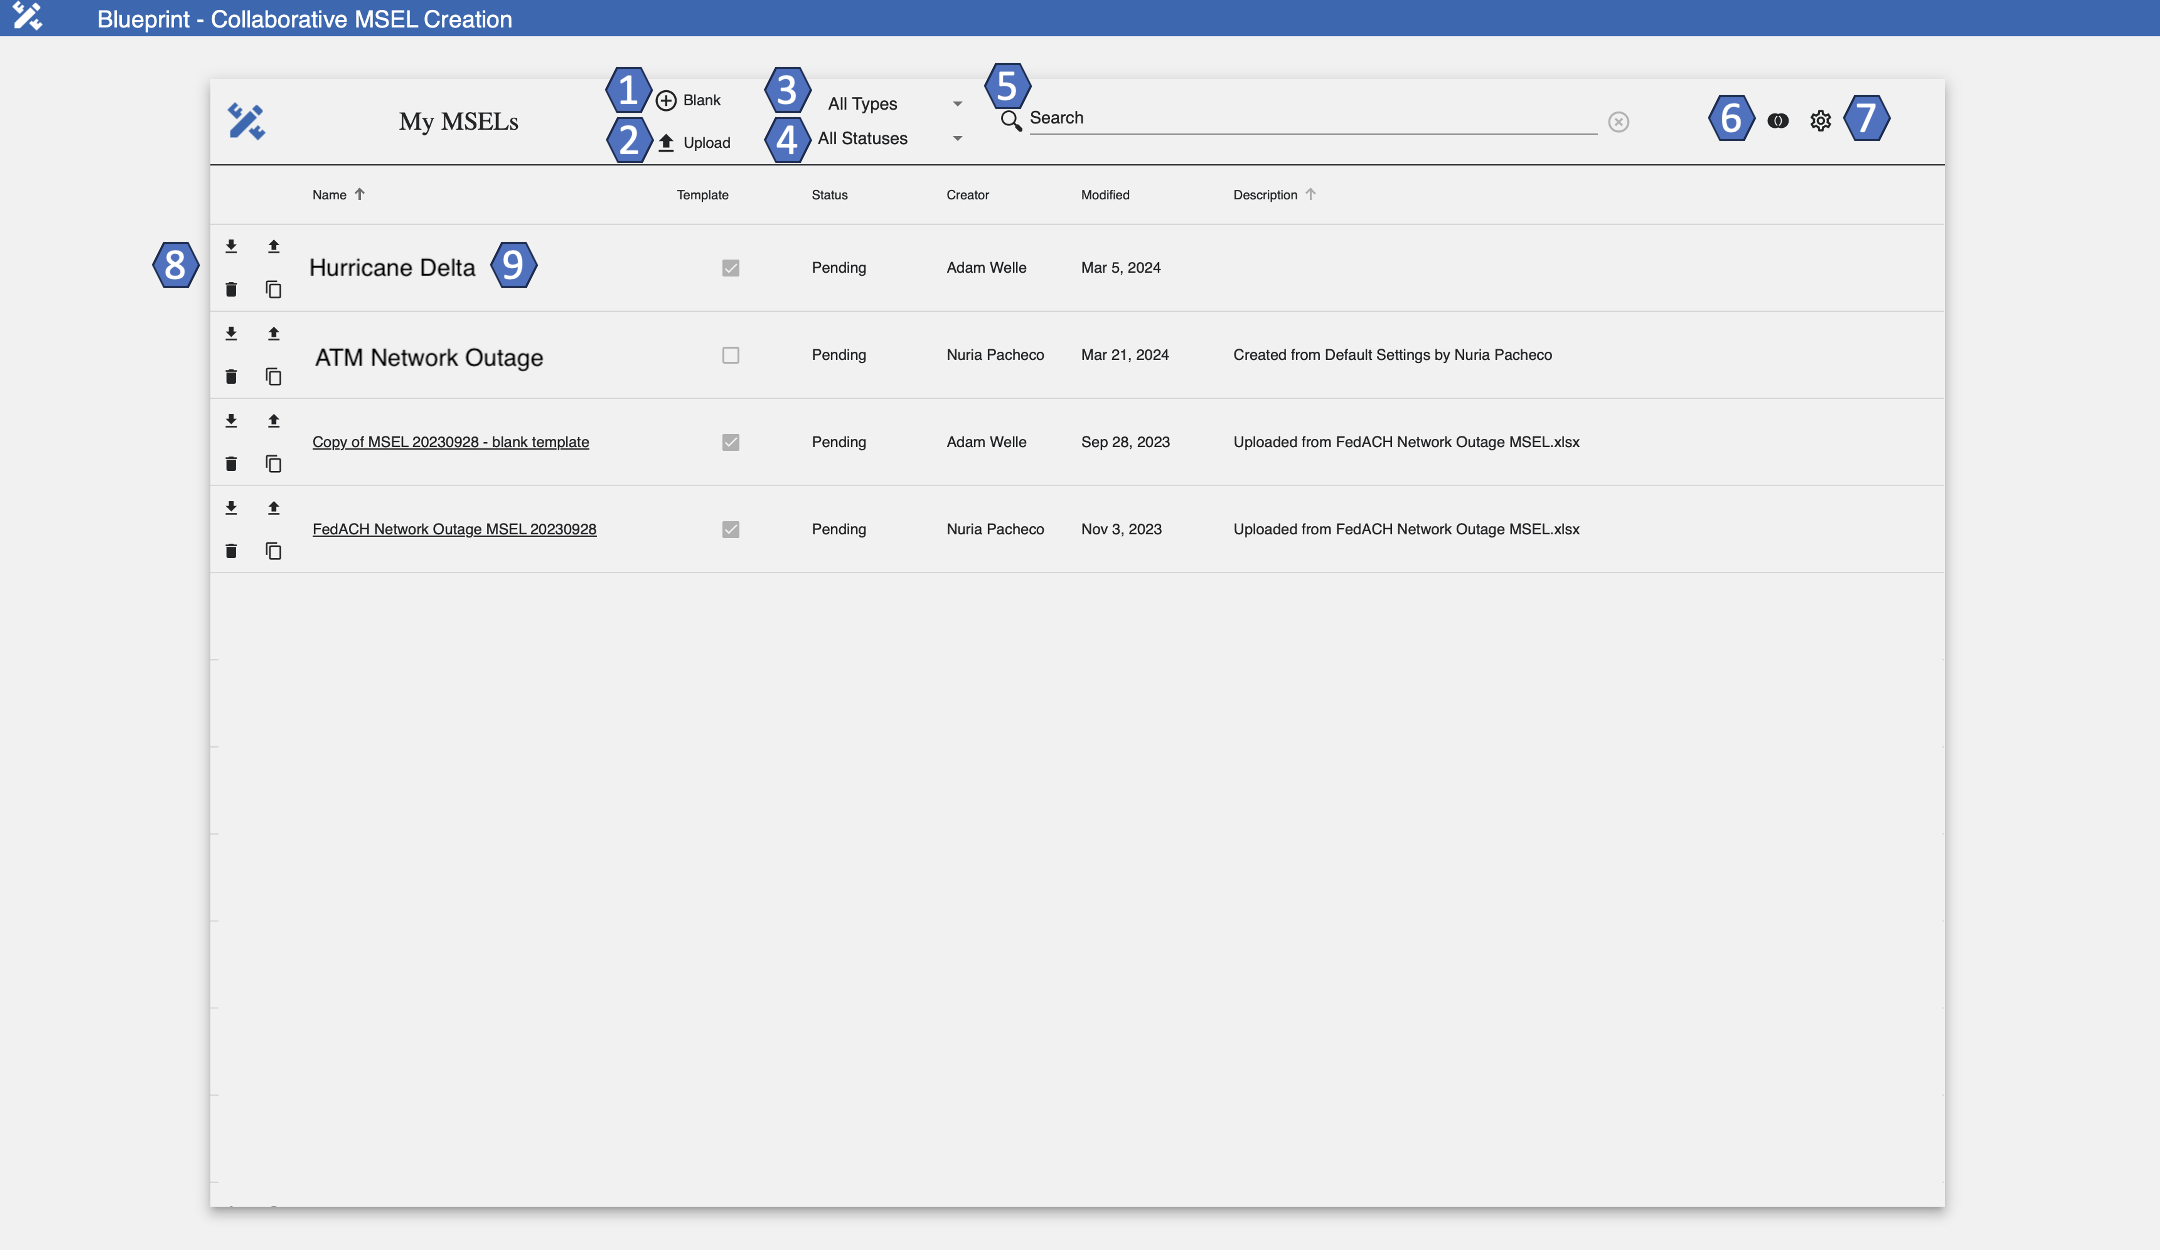 Blueprint - Collaborative MSEL Creation
My MSELs
1 Blank
2 Upload
3 All Types
4 All Statuses
5 Search
6 7
Name Template Status Creator Modified Description
8 Hurricane Delta 9 Pending Adam Welle Mar 5, 2024
ATM Network Outage Pending Nuria Pacheco Mar 21, 2024 Created from Default Settings by Nuria Pacheco
Copy of MSEL 20230928 - blank template Pending Adam Welle Sep 28, 2023 Uploaded from FedACH Network Outage MSEL.xlsx
FedACH Network Outage MSEL 20230928 Pending Nuria Pacheco Nov 3, 2023 Uploaded from FedACH Network Outage MSEL.xlsx